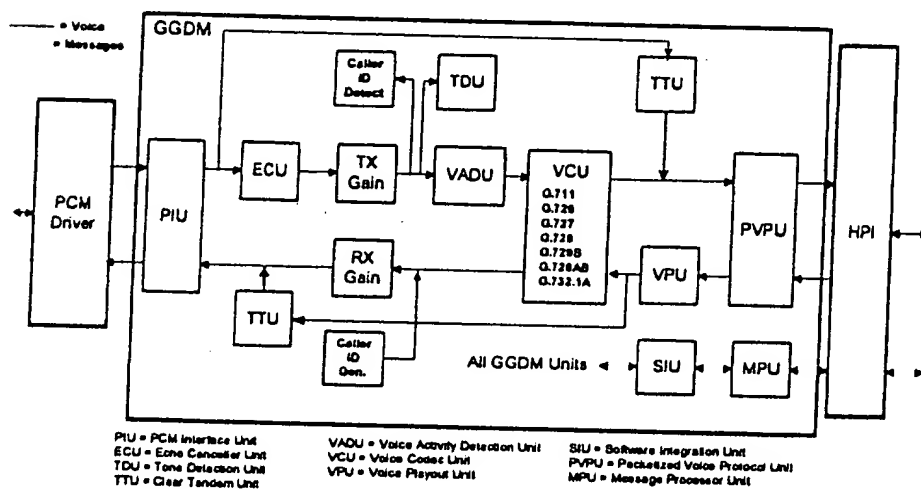 = Voice
= Messages
GGDM
Caller
ID
Detect
TDU
TTU
PCM
Driver
PIU
ECU
TX
Gain
VADU
VCU
G.711
G.726
G.727
G.728
G.729B
G.728AB
G.732.1A
PVPU
HPI
RX
Gain
VPU
TTU
Caller
ID
Gen.
All GGDM Units
SIU
MPU
PIU = PCM Interface Unit
ECU = Echo Canceller Unit
TDU = Tone Detection Unit
TTU = Clear Tandem Unit
VADU = Voice Activity Detection Unit
VCU = Voice Codec Unit
VPU = Voice Playout Unit
SIU = Software Integration Unit
PVPU = Packetized Voice Protocol Unit
MPU = Message Processor Unit